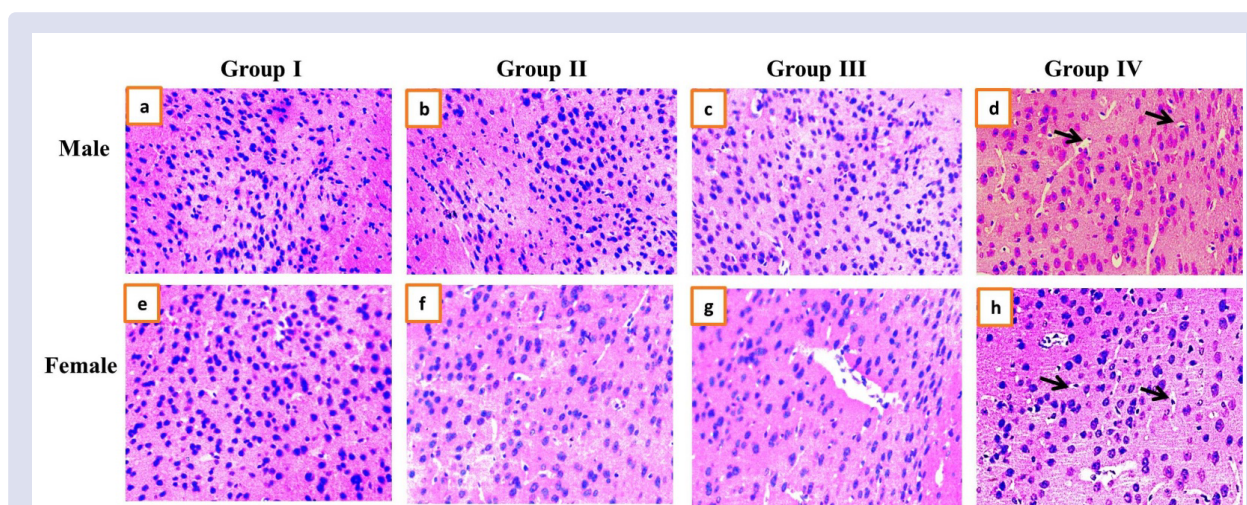 Group I Group II Group III Group IV
a b c d
Male
e f g h
Female